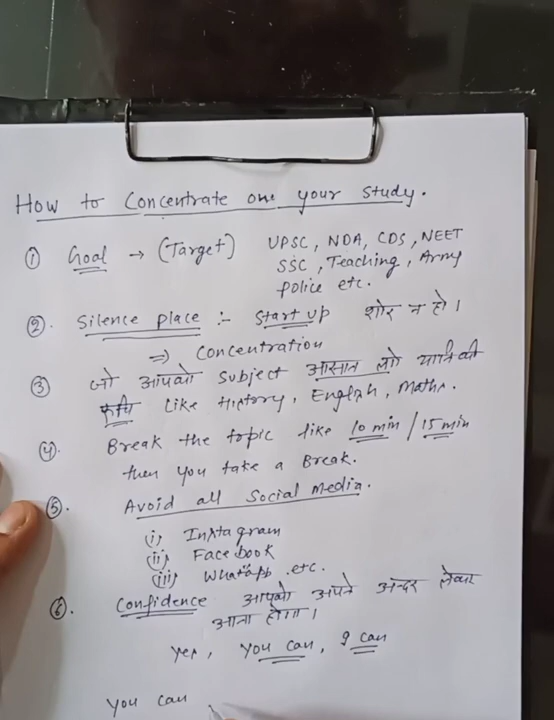 How to Concentrate one your study.
① Goal → (Target) UPSC, NDA, CDS, NEET
SSC, Teaching, Army
police etc.
②. Silence place :- Start up शोर न हो।
⇒ Concentration
③ जो आपको subject आसान लगे यानि की
like History, English, Maths.
④. Break the topic like 10 min / 15 min
then you take a Break.
⑤. Avoid all Social Media.
(i) Instagram
(ii) Facebook
(iii) Whatapp .etc.
⑥. Confidence आपको अपने अन्दर लेकर
आना होगा।
Yes, You can, I can
You can